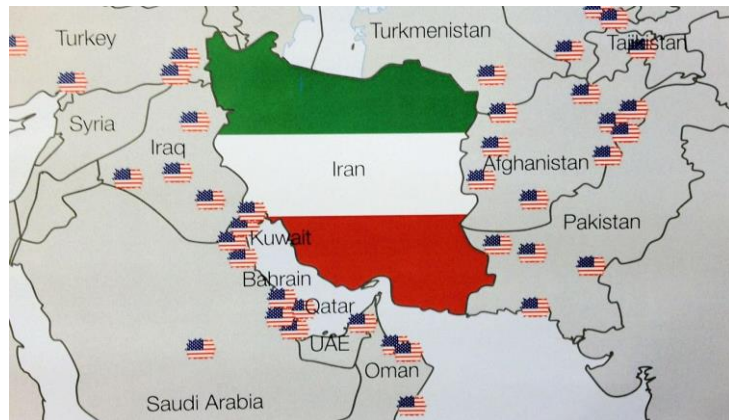 Turkey
Turkmenistan
Tajikistan
Syria
Iraq
Iran
Afghanistan
Pakistan
Kuwait
Bahrain
Qatar
UAE
Oman
Saudi Arabia